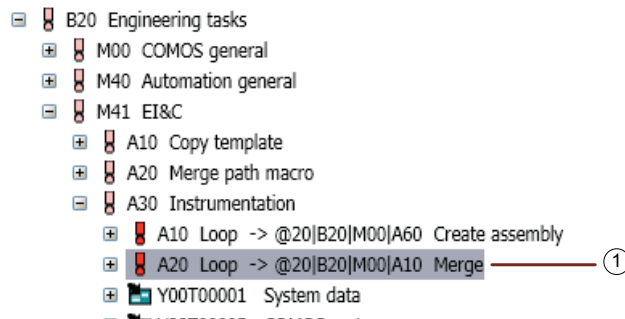 B20 Engineering tasks
M00 COMOS general
M40 Automation general
M41 EI&C
A10 Copy template
A20 Merge path macro
A30 Instrumentation
A10 Loop -> @20|B20|M00|A60 Create assembly
A20 Loop -> @20|B20|M00|A10 Merge
1
Y00T00001 System data